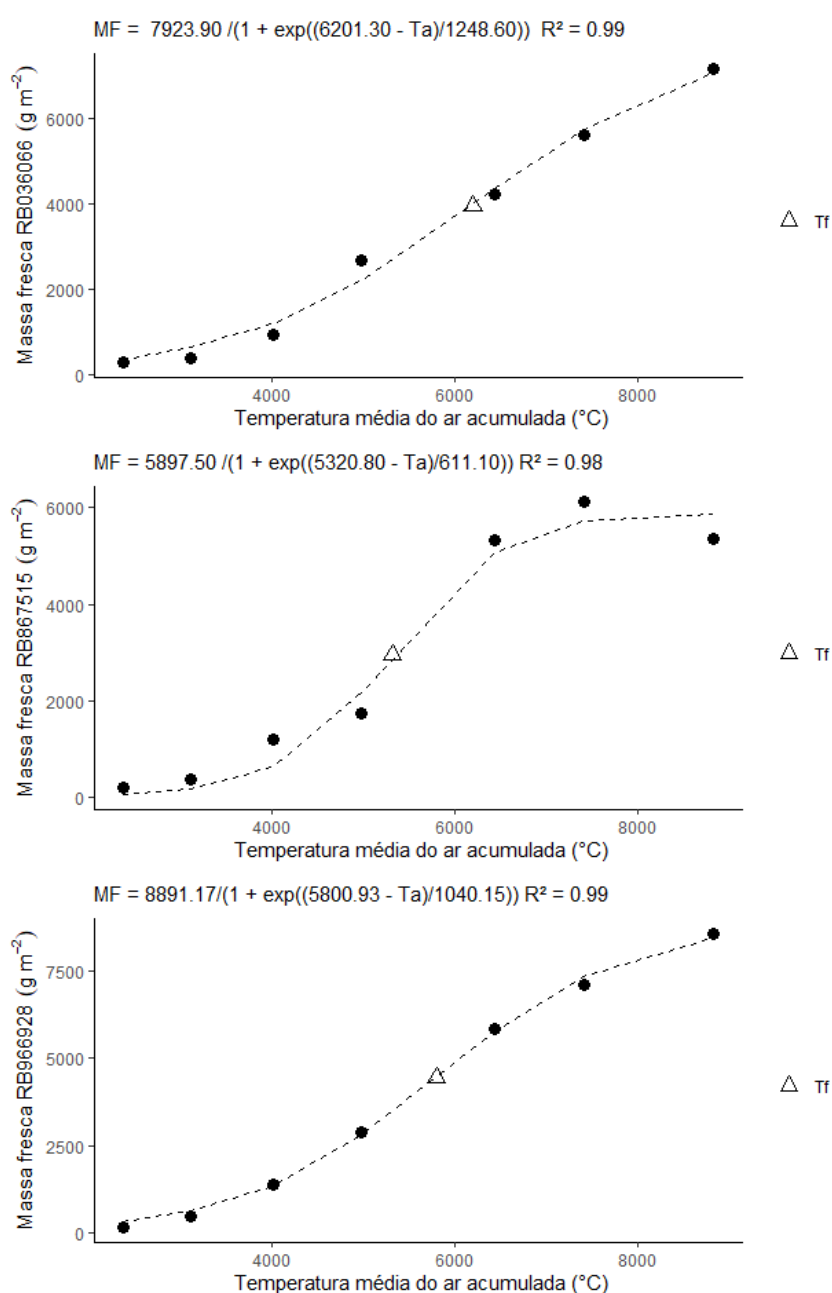 MF =  7923.90 /(1 + exp((6201.30 - Ta)/1248.60))  R² = 0.99
Massa fresca RB036066 (g m⁻²)
6000
4000
2000
0
4000 6000 8000
Temperatura média do ar acumulada (°C)
Tf
MF = 5897.50 /(1 + exp((5320.80 - Ta)/611.10)) R² = 0.98
Massa fresca RB867515 (g m⁻²)
6000
4000
2000
0
4000 6000 8000
Temperatura média do ar acumulada (°C)
Tf
MF = 8891.17/(1 + exp((5800.93 - Ta)/1040.15)) R² = 0.99
Massa fresca RB966928 (g m⁻²)
7500
5000
2500
0
4000 6000 8000
Temperatura média do ar acumulada (°C)
Tf